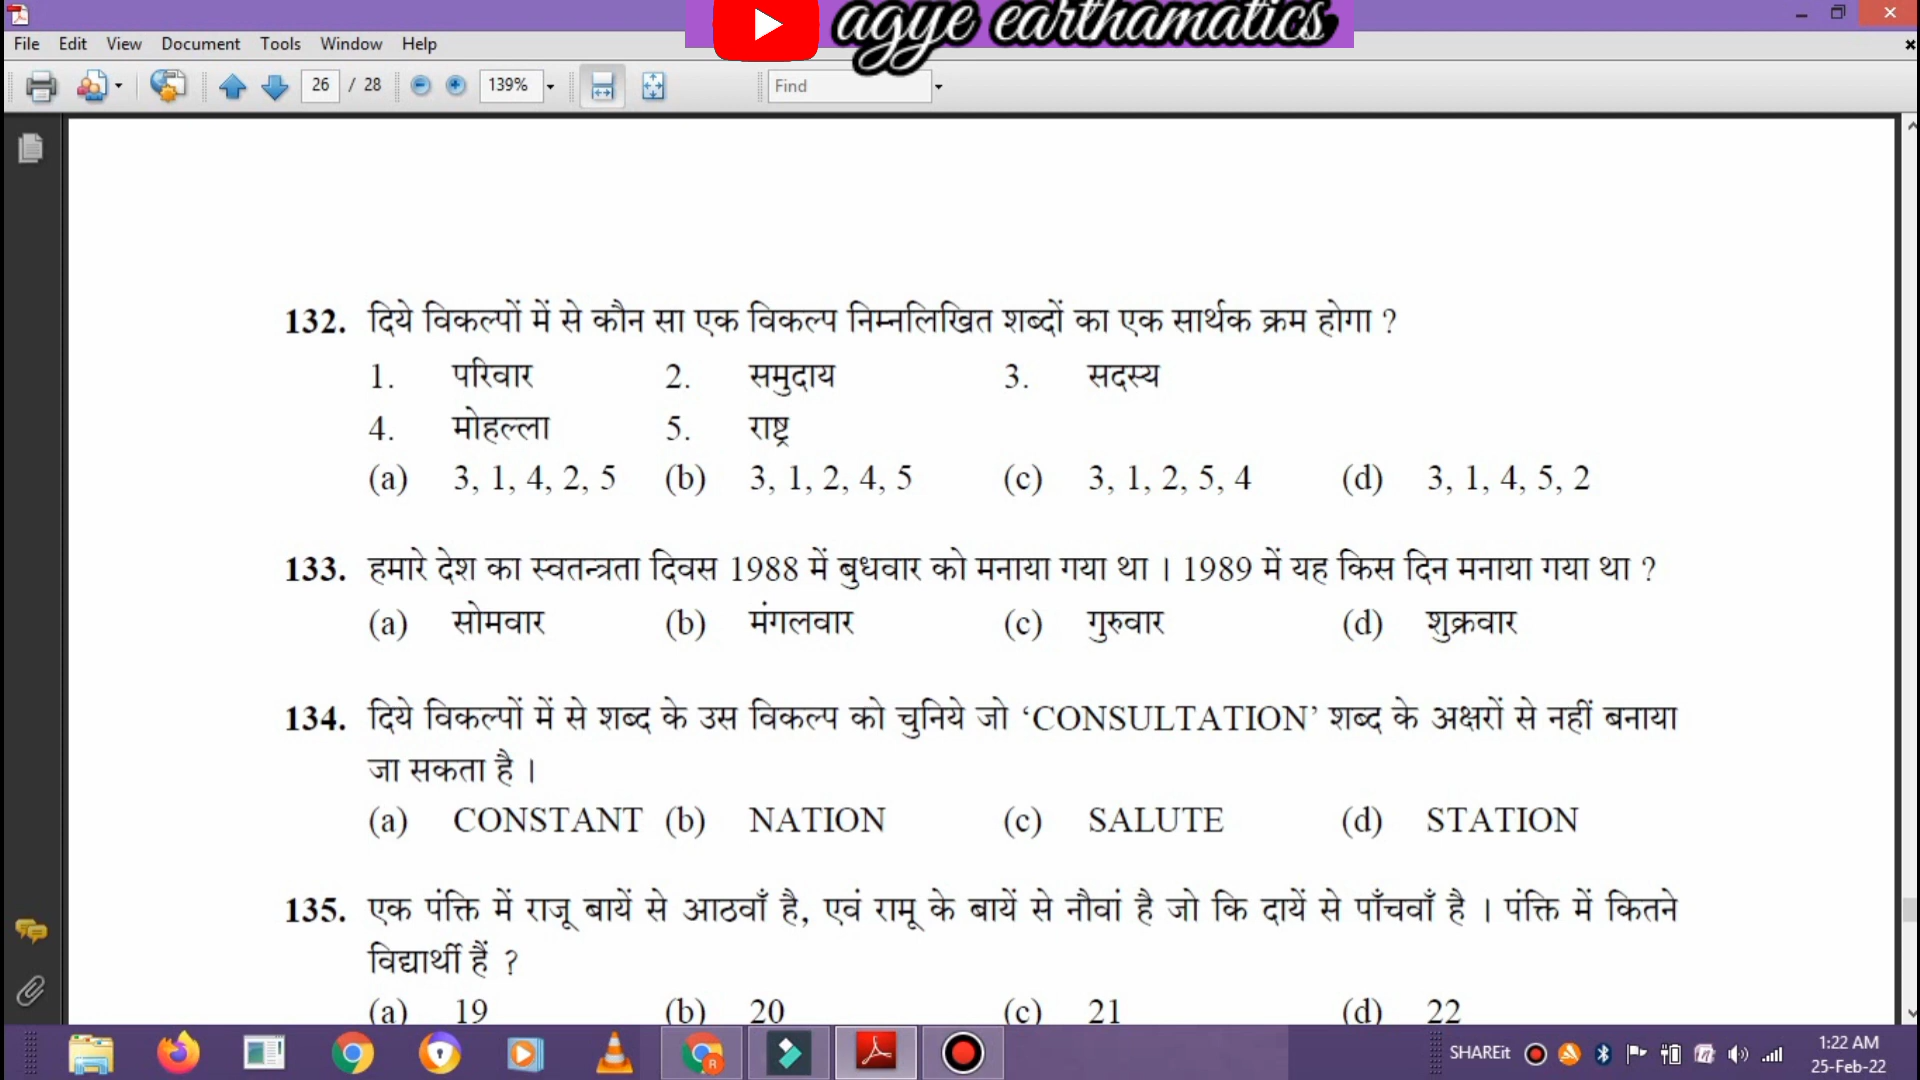 agye earthamatics
File Edit View Document Tools Window Help
26 / 28 139% Find
132. दिये विकल्पों में से कौन सा एक विकल्प निम्नलिखित शब्दों का एक सार्थक क्रम होगा ?
1. परिवार 2. समुदाय 3. सदस्य
4. मोहल्ला 5. राष्ट्र
(a) 3, 1, 4, 2, 5 (b) 3, 1, 2, 4, 5 (c) 3, 1, 2, 5, 4 (d) 3, 1, 4, 5, 2
133. हमारे देश का स्वतन्त्रता दिवस 1988 में बुधवार को मनाया गया था । 1989 में यह किस दिन मनाया गया था ?
(a) सोमवार (b) मंगलवार (c) गुरुवार (d) शुक्रवार
134. दिये विकल्पों में से शब्द के उस विकल्प को चुनिये जो ‘CONSULTATION’ शब्द के अक्षरों से नहीं बनाया
जा सकता है ।
(a) CONSTANT (b) NATION (c) SALUTE (d) STATION
135. एक पंक्ति में राजू बायें से आठवाँ है, एवं रामू के बायें से नौवां है जो कि दायें से पाँचवाँ है । पंक्ति में कितने
विद्यार्थी हैं ?
(a) 19 (b) 20 (c) 21 (d) 22
SHAREit 1:22 AM
25-Feb-22